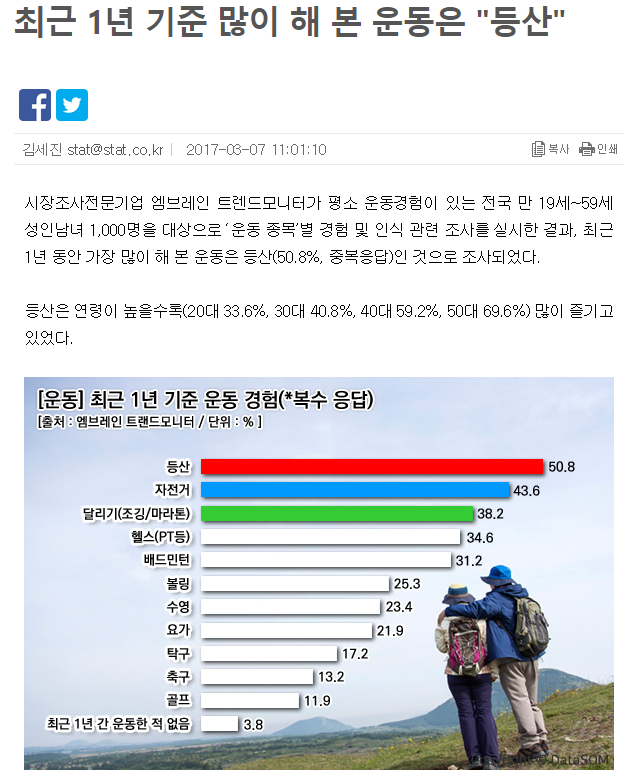 최근 1년 기준 많이 해 본 운동은 "등산"
김세진 stat@stat.co.kr | 2017-03-07 11:01:10
복사 인쇄
시장조사전문기업 엠브레인 트렌드모니터가 평소 운동경험이 있는 전국 만 19세~59세
성인남녀 1,000명을 대상으로 ‘운동 종목’별 경험 및 인식 관련 조사를 실시한 결과, 최근
1년 동안 가장 많이 해 본 운동은 등산(50.8%, 중복응답)인 것으로 조사되었다.
등산은 연령이 높을수록(20대 33.6%, 30대 40.8%, 40대 59.2%, 50대 69.6%) 많이 즐기고
있었다.
[운동] 최근 1년 기준 운동 경험(*복수 응답)
[출처 : 엠브레인 트랜드모니터 / 단위 : % ]
등산 50.8
자전거 43.6
달리기(조깅/마라톤) 38.2
헬스(PT등) 34.6
배드민턴 31.2
볼링 25.3
수영 23.4
요가 21.9
탁구 17.2
축구 13.2
골프 11.9
최근 1년 간 운동한 적 없음 3.8
DataSOM